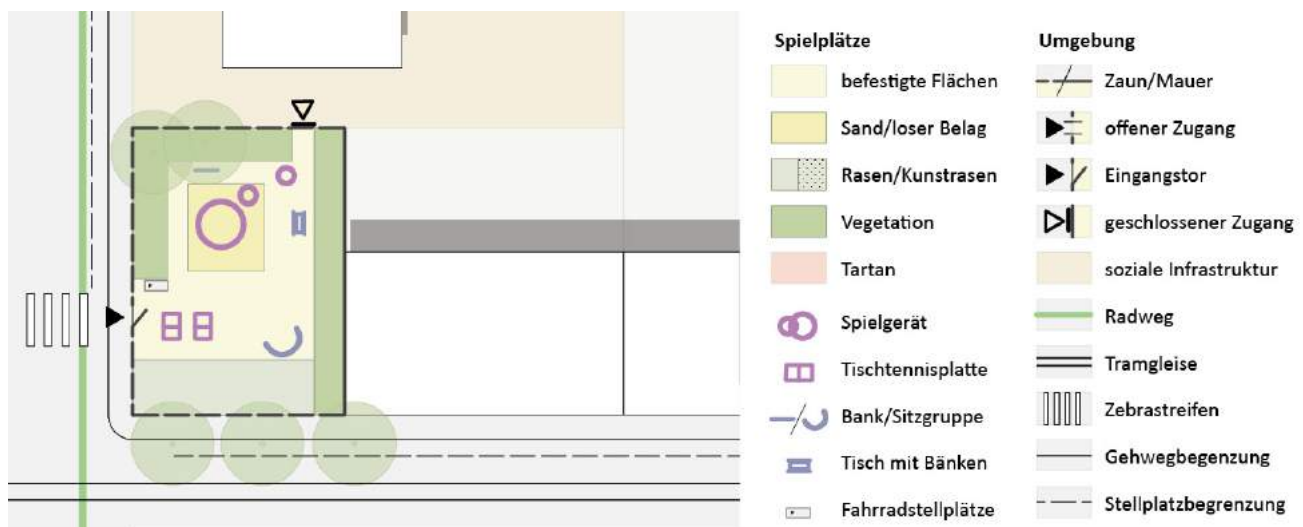 Spielplätze
befestigte Flächen
Sand/loser Belag
Rasen/Kunstrasen
Vegetation
Tartan
Spielgerät
Tischtennisplatte
Bank/Sitzgruppe
Tisch mit Bänken
Fahrradstellplätze
Umgebung
Zaun/Mauer
offener Zugang
Eingangstor
geschlossener Zugang
soziale Infrastruktur
Radweg
Tramgleise
Zebrastreifen
Gehwegbegenzung
Stellplatzbegrenzung